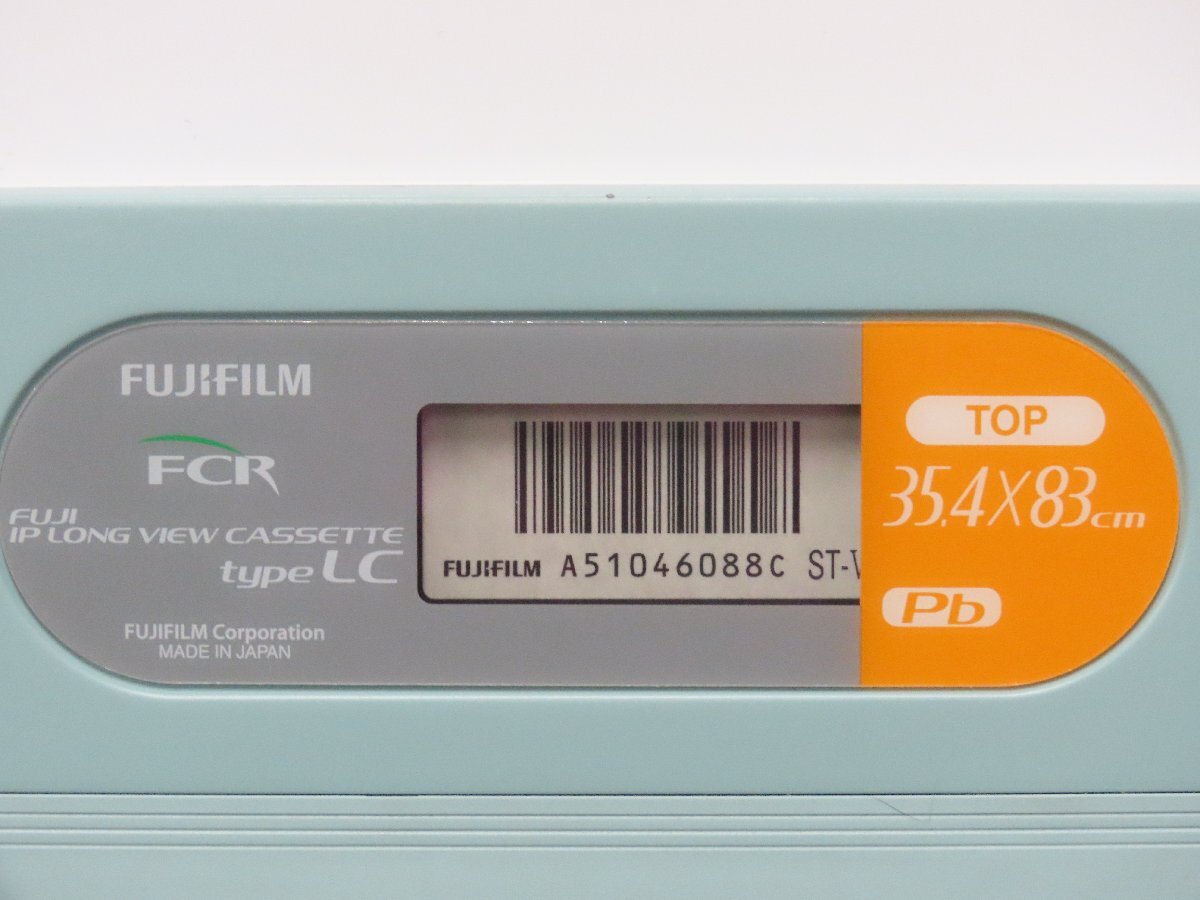 FUJIFILM
FCR
FUJI
IP LONG VIEW CASSETTE
type LC
FUJIFILM Corporation
MADE IN JAPAN
FUJIFILM A51046088C ST-V
TOP
35.4X83cm
Pb